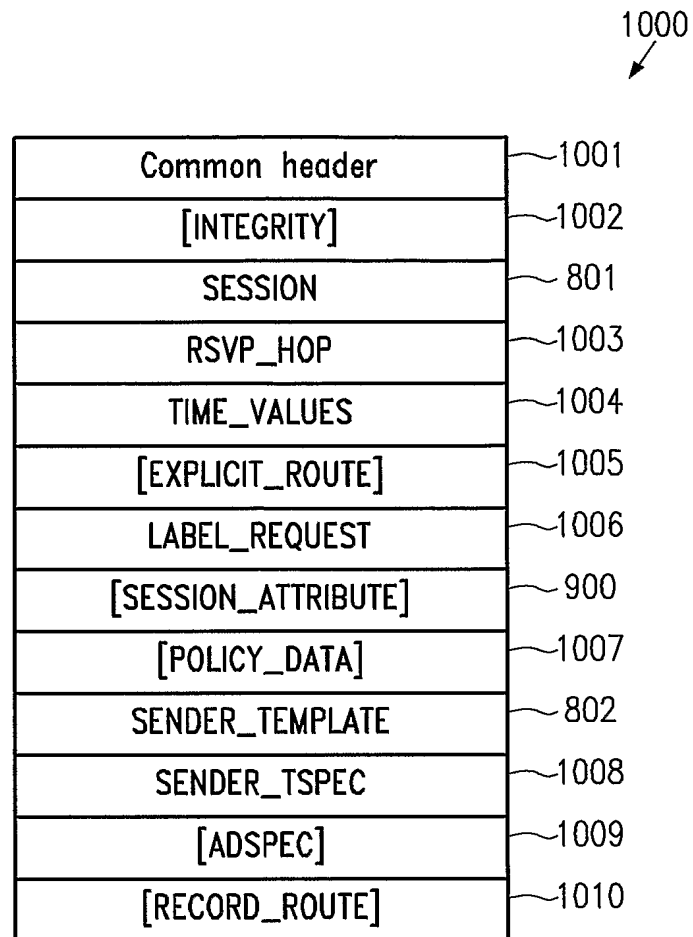 1000
Common header 1001
[INTEGRITY] 1002
SESSION 801
RSVP_HOP 1003
TIME_VALUES 1004
[EXPLICIT_ROUTE] 1005
LABEL_REQUEST 1006
[SESSION_ATTRIBUTE] 900
[POLICY_DATA] 1007
SENDER_TEMPLATE 802
SENDER_TSPEC 1008
[ADSPEC] 1009
[RECORD_ROUTE] 1010